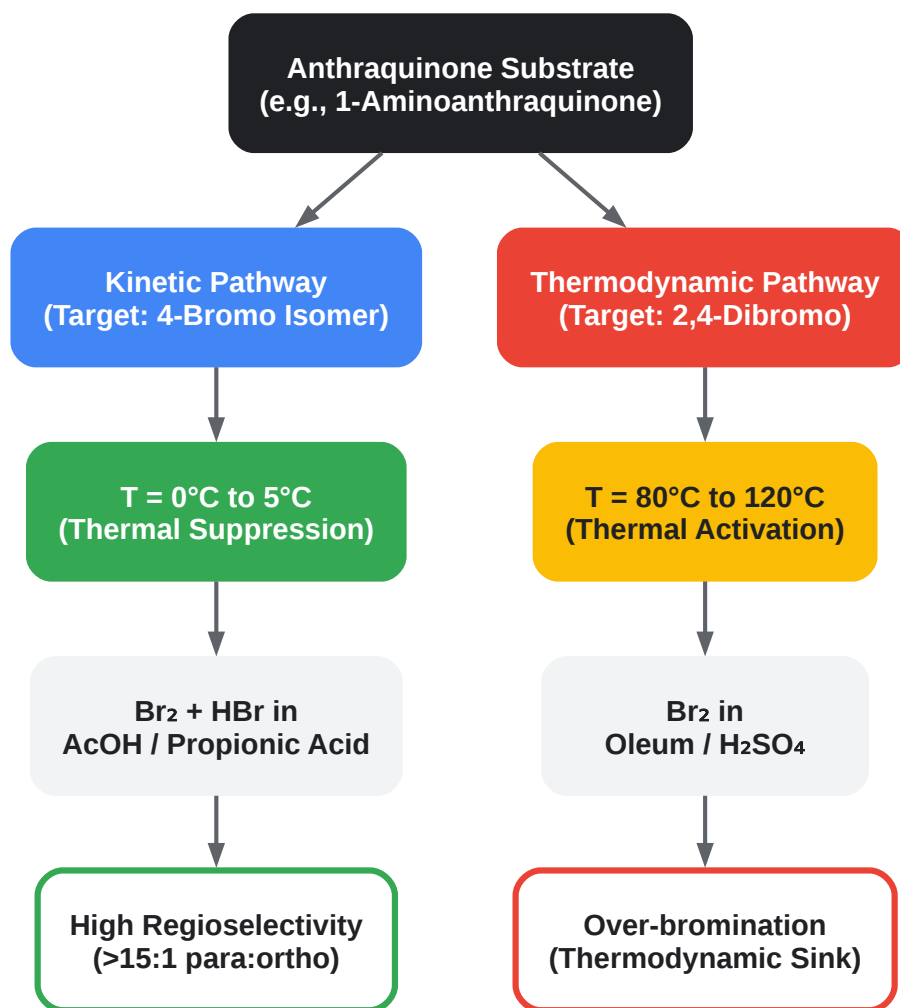 Anthraquinone Substrate
(e.g., 1-Aminoanthraquinone)
Kinetic Pathway
(Target: 4-Bromo Isomer)
Thermodynamic Pathway
(Target: 2,4-Dibromo)
T = 0°C to 5°C
(Thermal Suppression)
T = 80°C to 120°C
(Thermal Activation)
Br₂ + HBr in
AcOH / Propionic Acid
Br₂ in
Oleum / H₂SO₄
High Regioselectivity
(>15:1 para:ortho)
Over-bromination
(Thermodynamic Sink)